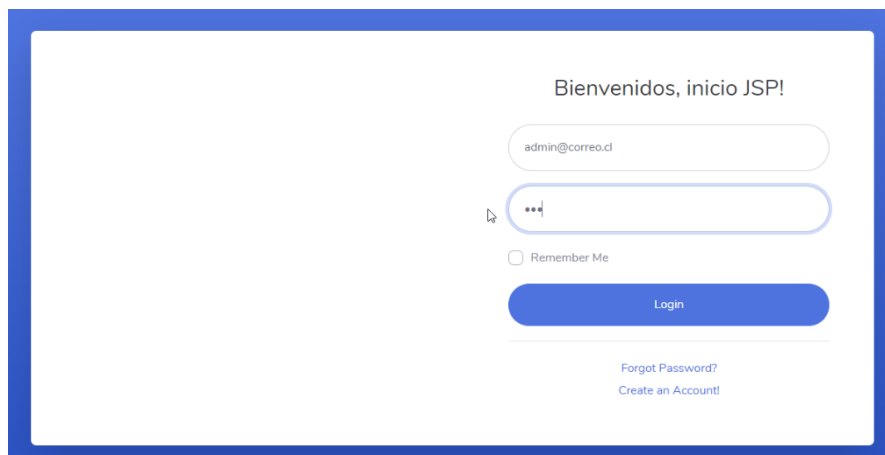 Bienvenidos, inicio JSP!
admin@correo.cl
•••
Remember Me
Login
Forgot Password?
Create an Account!